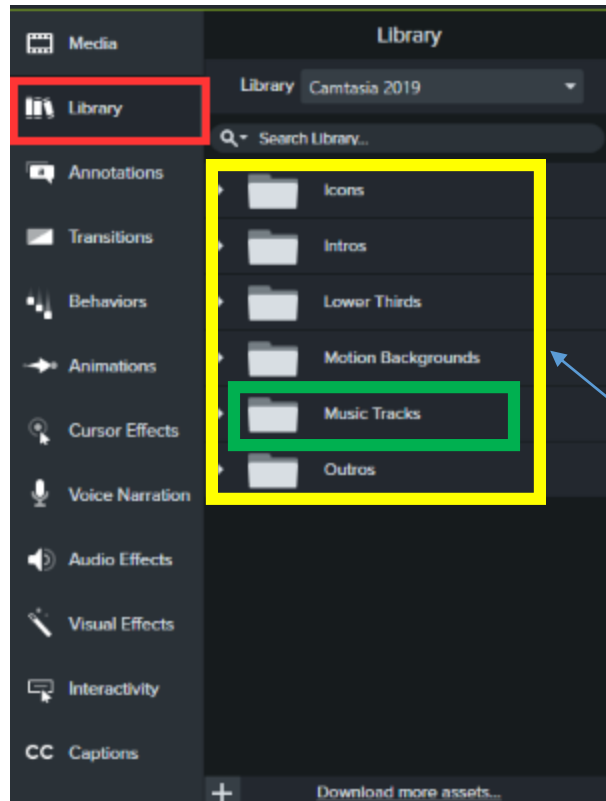 Media
Library
Annotations
Transitions
Behaviors
Animations
Cursor Effects
Voice Narration
Audio Effects
Visual Effects
Interactivity
CC Captions
Library
Library Camtasia 2019
Search Library...
Icons
Intros
Lower Thirds
Motion Backgrounds
Music Tracks
Outros
+ Download more assets...